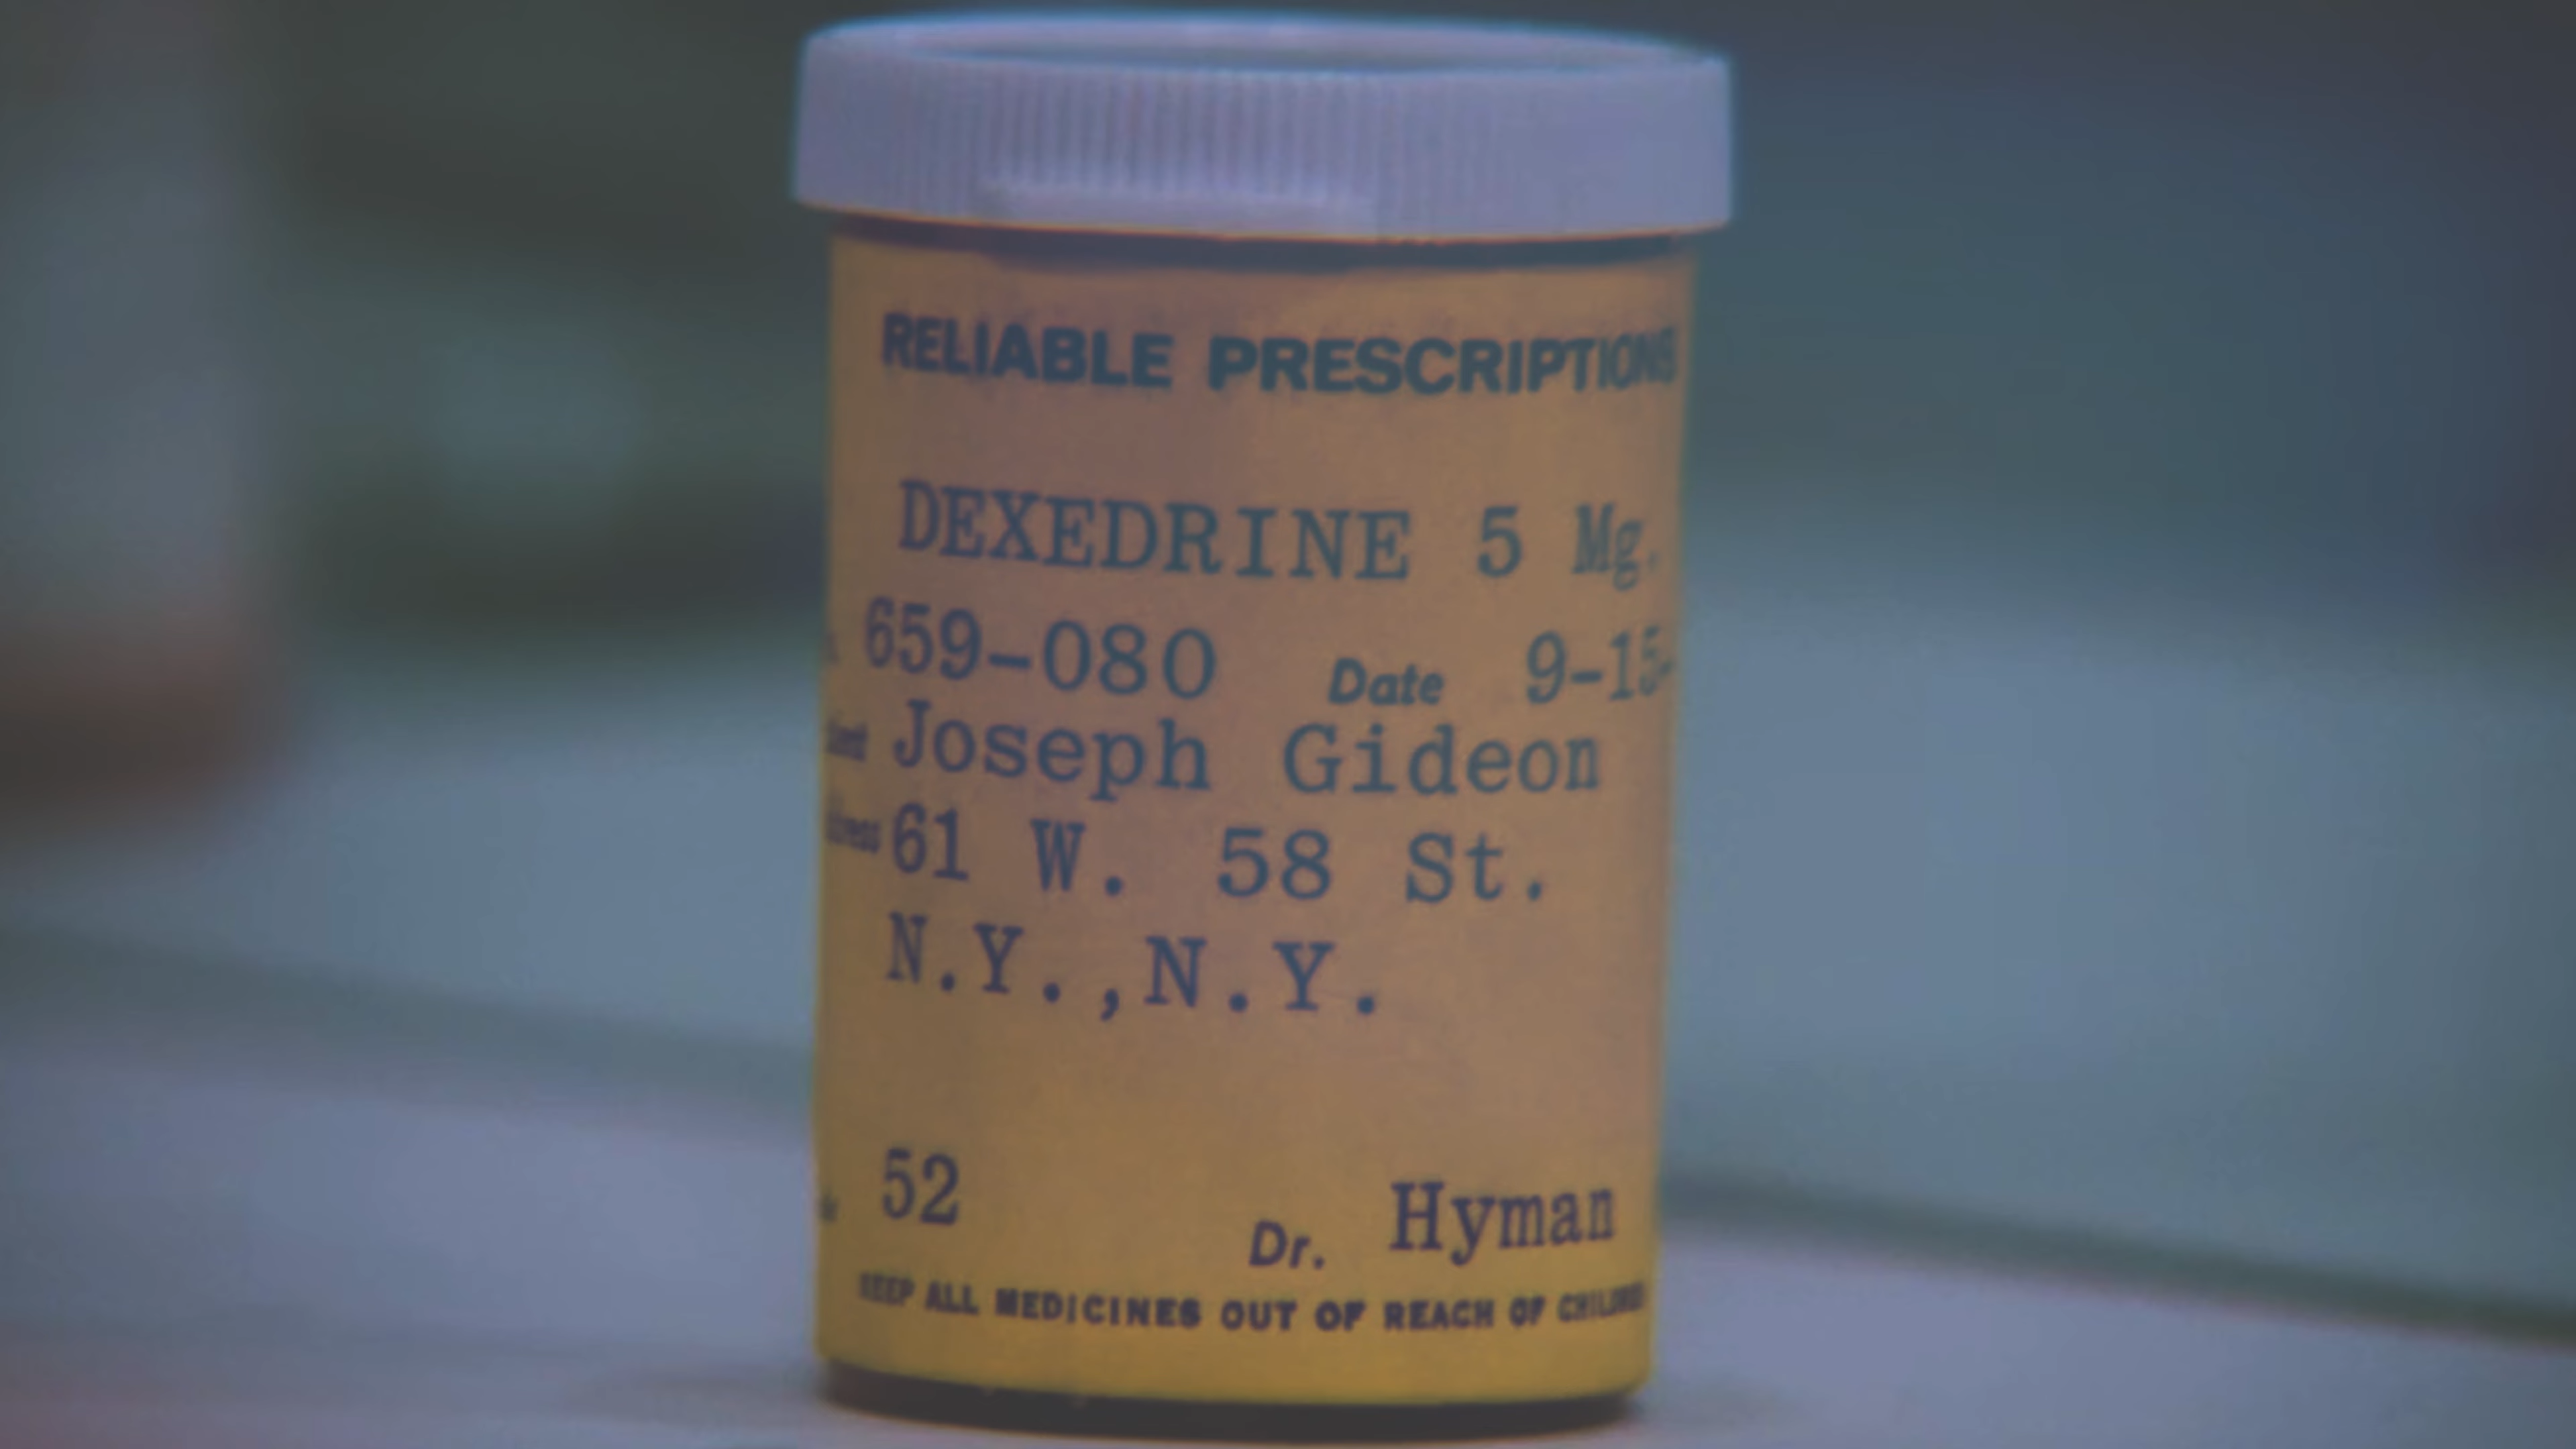 RELIABLE PRESCRIPTIONS
DEXEDRINE 5 Mg.
659-080 Date 9-15-
Joseph Gideon
61 W. 58 St.
N.Y.,N.Y.
52 Dr. Hyman
KEEP ALL MEDICINES OUT OF REACH OF